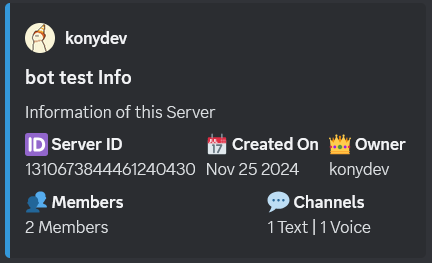 konydev
bot test Info
Information of this Server
🆔 Server ID 📅 Created On 👑 Owner
1310673844461240430 Nov 25 2024 konydev
👥 Members 💬 Channels
2 Members 1 Text | 1 Voice